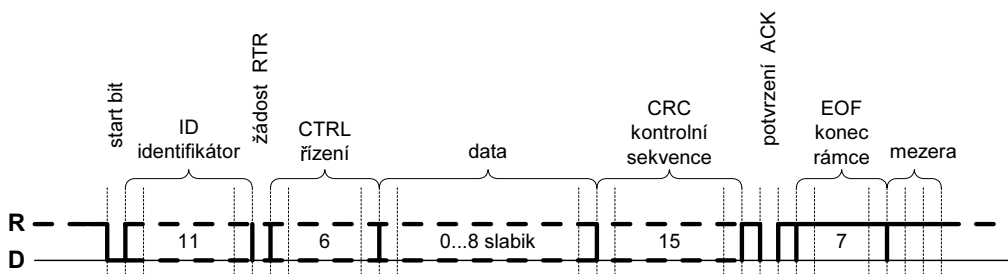 start bit
ID
identifikátor
žádost RTR
CTRL
řízení
data
CRC
kontrolní
sekvence
potvrzení ACK
EOF
konec
rámce
mezera
R
D
11
6
0...8 slabik
15
7